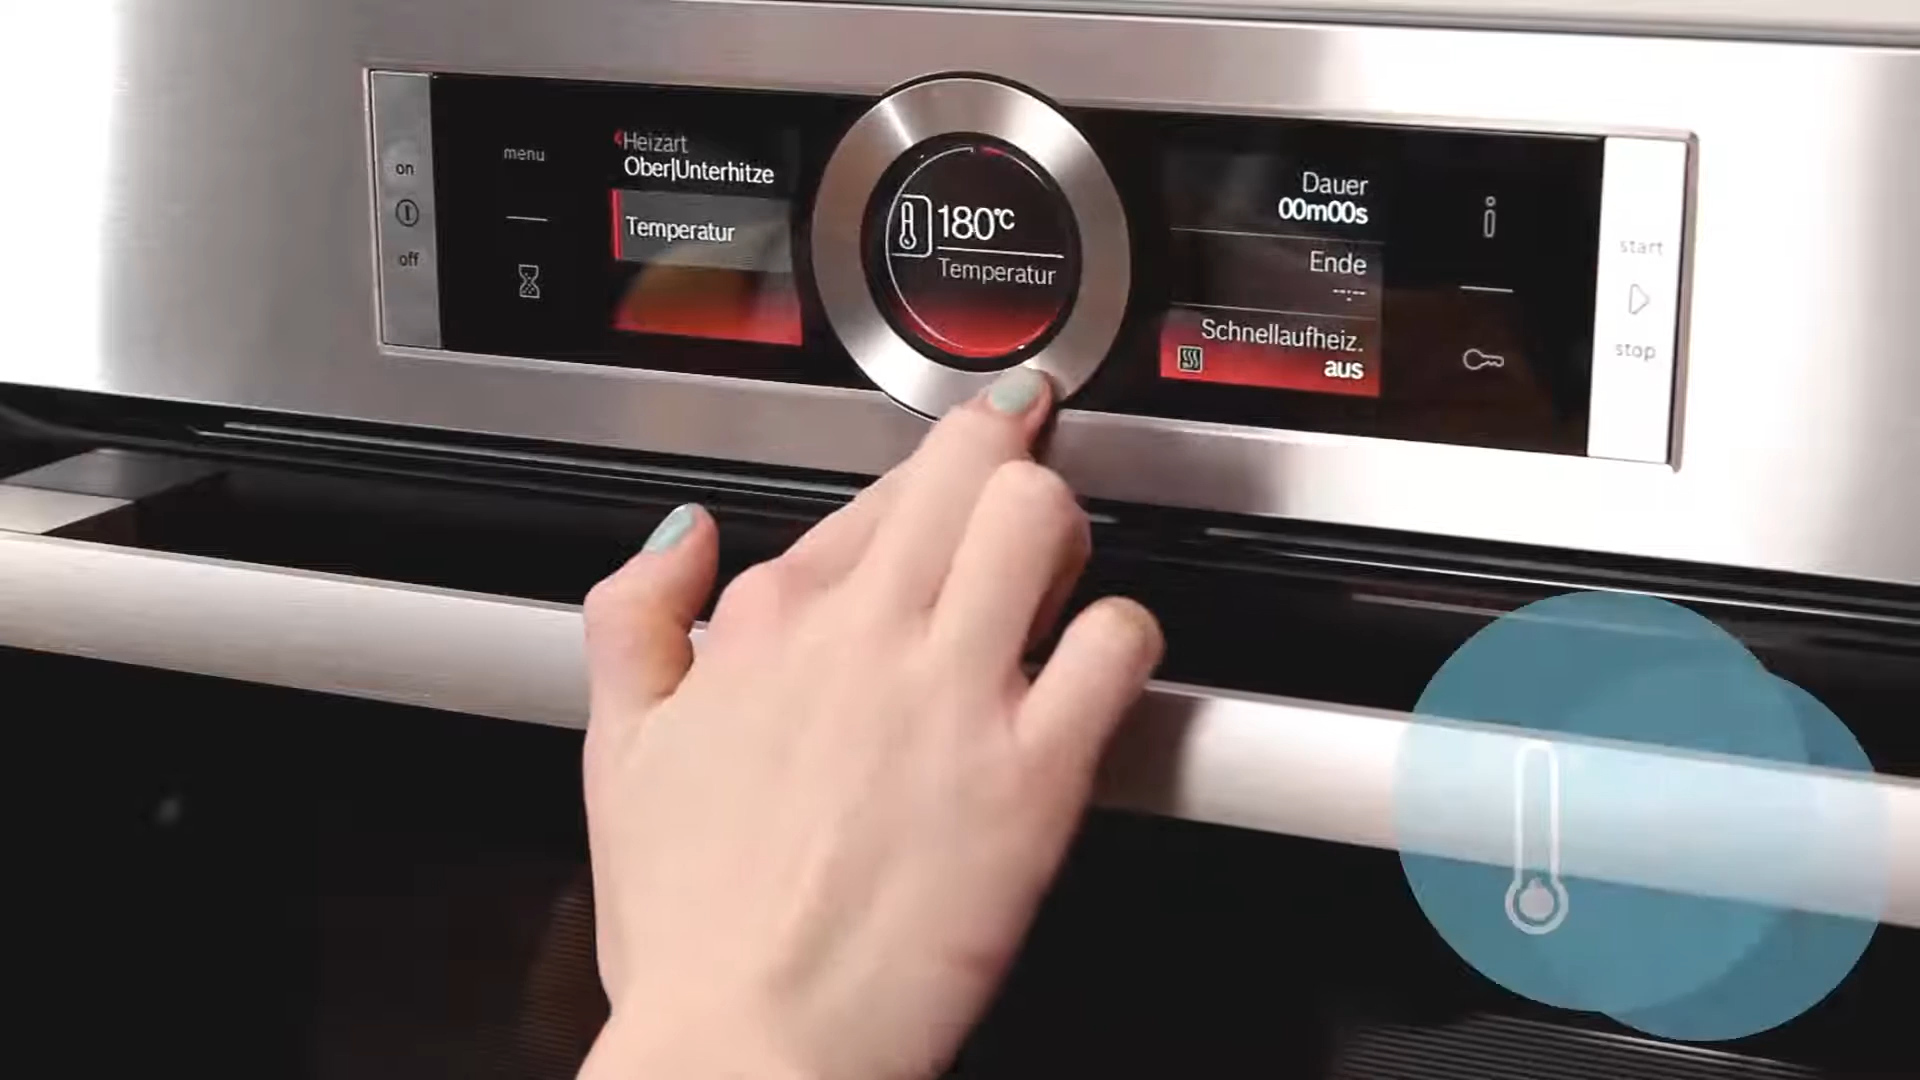 on
off
menu
Heizart
Ober|Unterhitze
Temperatur
180°C
Temperatur
Dauer
00m00s
Ende
--:--
Schnellaufheiz.
aus
start
stop